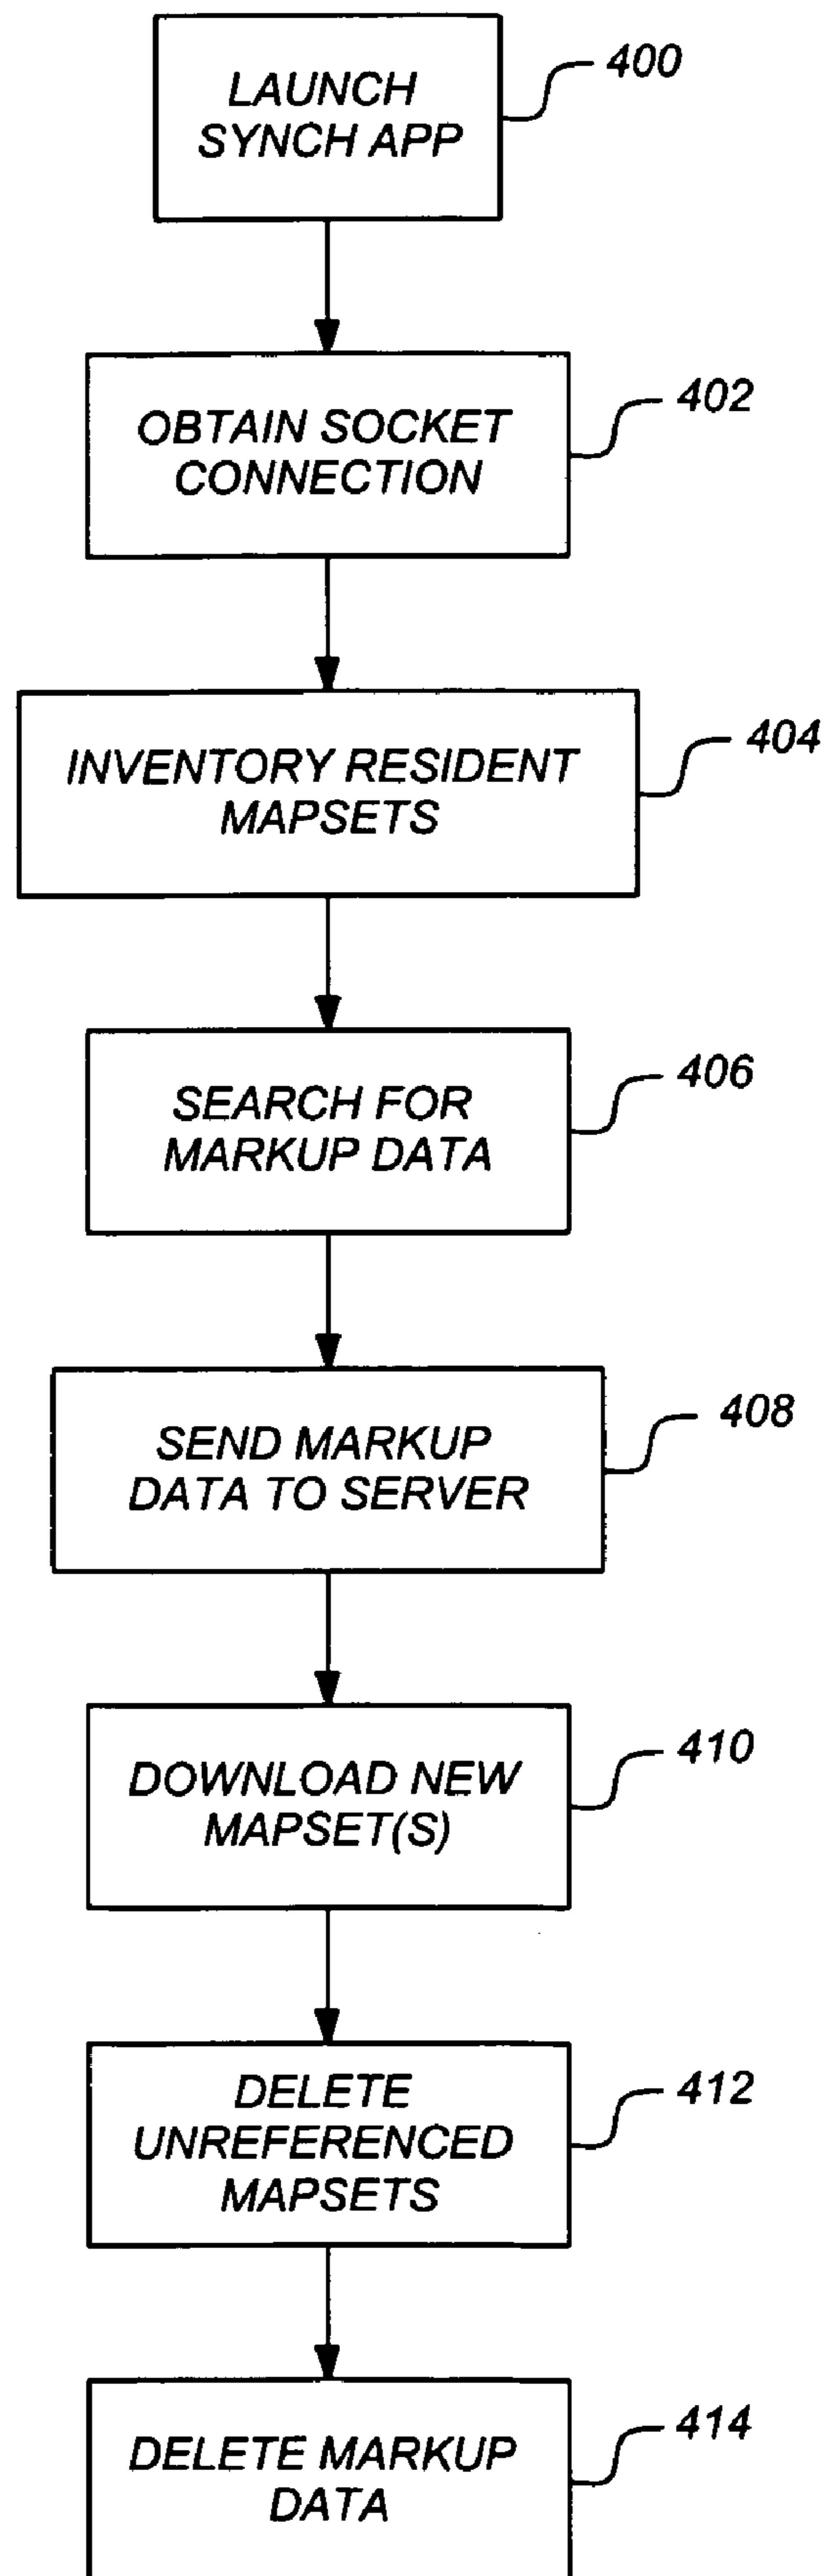 LAUNCH
SYNCH APP
400
OBTAIN SOCKET
CONNECTION
402
INVENTORY RESIDENT
MAPSETS
404
SEARCH FOR
MARKUP DATA
406
SEND MARKUP
DATA TO SERVER
408
DOWNLOAD NEW
MAPSET(S)
410
DELETE
UNREFERENCED
MAPSETS
412
DELETE MARKUP
DATA
414